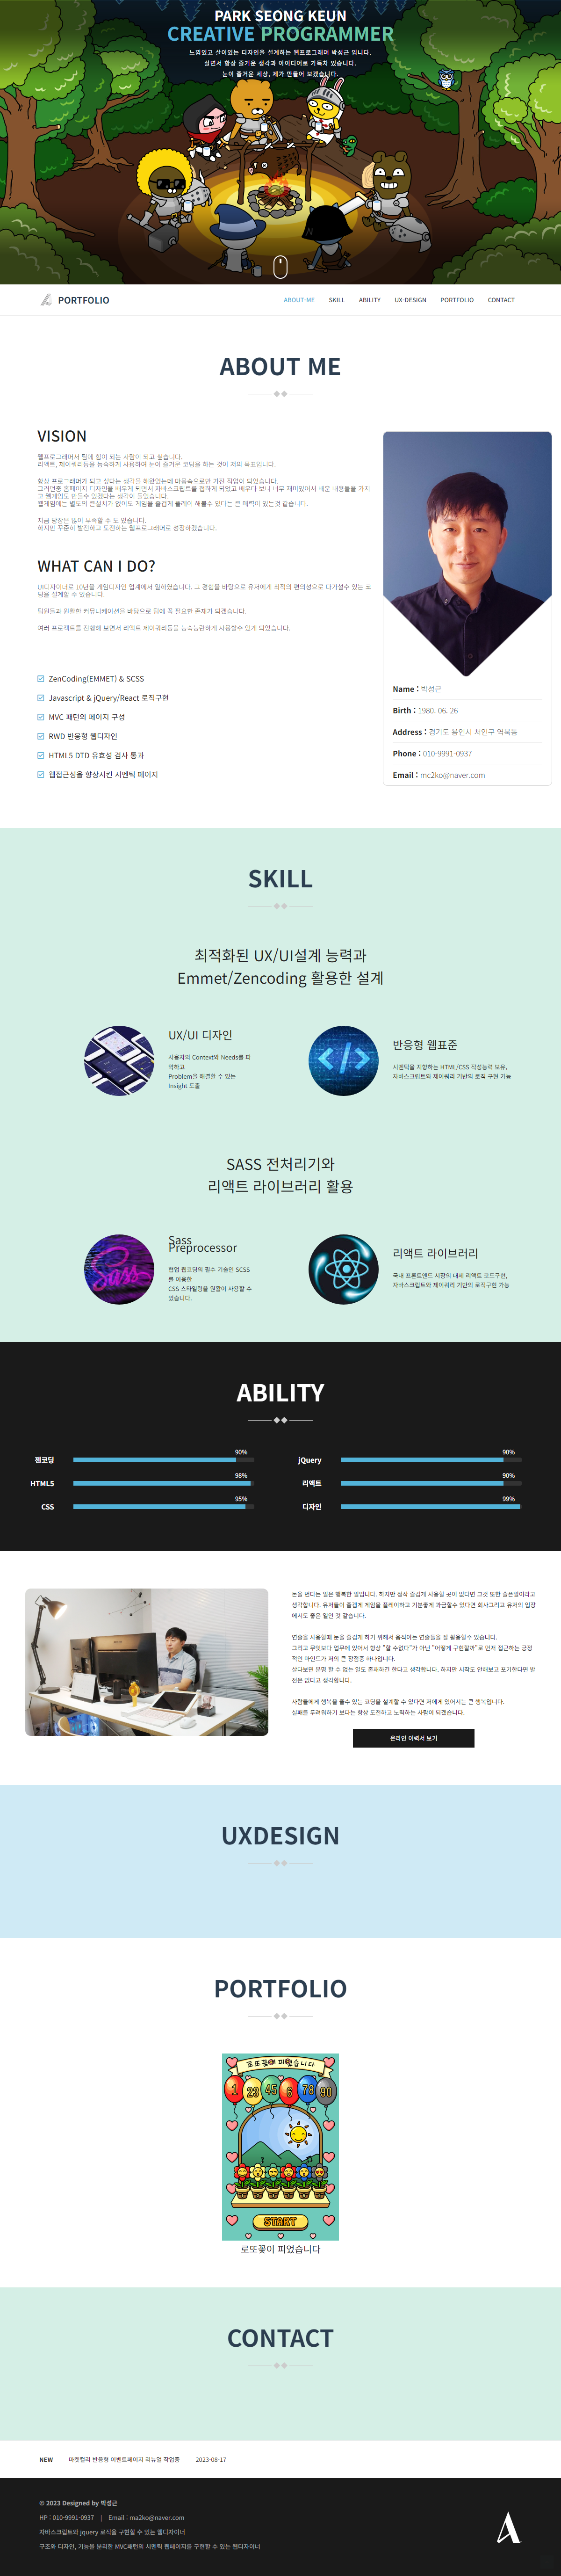 PARK SEONG KEUN
CREATIVE PROGRAMMER
느낌있고 살이있는 디자인을 설계하는 웹프로그래머 박성근 입니다.
살면서 항상 즐거운 생각과 아이디어로 가득차 있습니다.
눈이 즐거운 세상, 제가 만들어 보겠습니다.
PORTFOLIO
ABOUT·ME
SKILL
ABILITY
UX·DESIGN
PORTFOLIO
CONTACT
ABOUT ME
VISION
웹프로그래머서 팀에 힘이 되는 사람이 되고 싶습니다.
리액트, 제이쿼리등을 능숙하게 사용하여 눈이 즐거운 코딩을 하는 것이 저의 목표입니다.
항상 프로그래머가 되고 싶다는 생각을 해왔었는데 마음속으로만 가진 직업이 되었습니다.
그러던중 홈페이지 디자인을 배우게 되면서 자바스크립트를 접하게 되었고 배우다 보니 너무 재미있어서 배운 내용들을 가지
고 웹게임도 만들수 있겠다는 생각이 들었습니다.
웹게임에는 별도의 큰설치가 없이도 게임을 즐겁게 플레이 해볼수 있다는 큰 매력이 있는것 같습니다.
지금 당장은 많이 부족할 수 도 있습니다.
하지만 꾸준히 발전하고 도전하는 웹프로그래머로 성장하겠습니다.
WHAT CAN I DO?
UI디자이너로 10년을 게임디자인 업계에서 일하였습니다. 그 경험을 바탕으로 유저에게 최적의 편의성으로 다가설수 있는 코
딩을 설계할 수 있습니다.
팀원들과 원활한 커뮤니케이션을 바탕으로 팀에 꼭 필요한 존재가 되겠습니다.
여러 프로젝트를 진행해 보면서 리액트 제이쿼리등을 능숙능란하게 사용할수 있게 되었습니다.
ZenCoding(EMMET) & SCSS
Javascript & jQuery/React 로직구현
MVC 패턴의 페이지 구성
RWD 반응형 웹디자인
HTML5 DTD 유효성 검사 통과
웹접근성을 향상시킨 시멘틱 페이지
Name : 박성근
Birth : 1980. 06. 26
Address : 경기도 용인시 처인구 역북동
Phone : 010-9991-0937
Email : mc2ko@naver.com
SKILL
최적화된 UX/UI설계 능력과
Emmet/Zencoding 활용한 설계
UX/UI 디자인
사용자의 Context와 Needs를 파
악하고
Problem을 해결할 수 있는
Insight 도출
반응형 웹표준
시멘틱을 지향하는 HTML/CSS 작성능력 보유,
자바스크립트와 제이쿼리 기반의 로직 구현 가능
SASS 전처리기와
리액트 라이브러리 활용
Sass
Sass
Preprocessor
협업 웹코딩의 필수 기술인 SCSS
를 이용한
CSS 스타일링을 원활이 사용할 수
있습니다.
리액트 라이브러리
국내 프론트엔드 시장의 대세 리액트 코드구현,
자바스크립트와 제이쿼리 기반의 로직구현 가능
ABILITY
젠코딩 90%
HTML5 98%
CSS 95%
jQuery 90%
리액트 90%
디자인 99%
돈을 번다는 일은 행복한 일입니다. 하지만 정작 즐겁게 사용할 곳이 없다면 그것 또한 슬픈일이라고
생각합니다. 유저들이 즐겁게 게임을 플레이하고 기분좋게 과금할수 있다면 회사그리고 유저의 입장
에서도 좋은 일인 것 같습니다.
연출을 사용할때 눈을 즐겁게 하기 위해서 움직이는 연출들을 잘 활용할수 있습니다.
그리고 무엇보다 업무에 있어서 항상 "할 수없다"가 아닌 "어떻게 구현할까"로 먼저 접근하는 긍정
적인 마인드가 저의 큰 장점중 하나입니다.
살다보면 분명 할 수 없는 일도 존재하긴 한다고 생각합니다. 하지만 시작도 안해보고 포기한다면 발
전은 없다고 생각합니다.
사람들에게 행복을 줄수 있는 코딩을 설계할 수 있다면 저에게 있어서는 큰 행복입니다.
실패를 두려워하기 보다는 항상 도전하고 노력하는 사람이 되겠습니다.
온라인 이력서 보기
UXDESIGN
PORTFOLIO
로또꽃이 피었습니다
1 23 45 6 78 90
START
로또꽃이 피었습니다
CONTACT
NEW 마켓컬리 반응형 이벤트페이지 리뉴얼 작업중 2023-08-17
© 2023 Designed by 박성근
HP : 010-9991-0937 | Email : ma2ko@naver.com
자바스크립트와 jquery 로직을 구현할 수 있는 웹디자이너
구조와 디자인, 기능을 분리한 MVC패턴의 시멘틱 웹페이지를 구현할 수 있는 웹디자이너